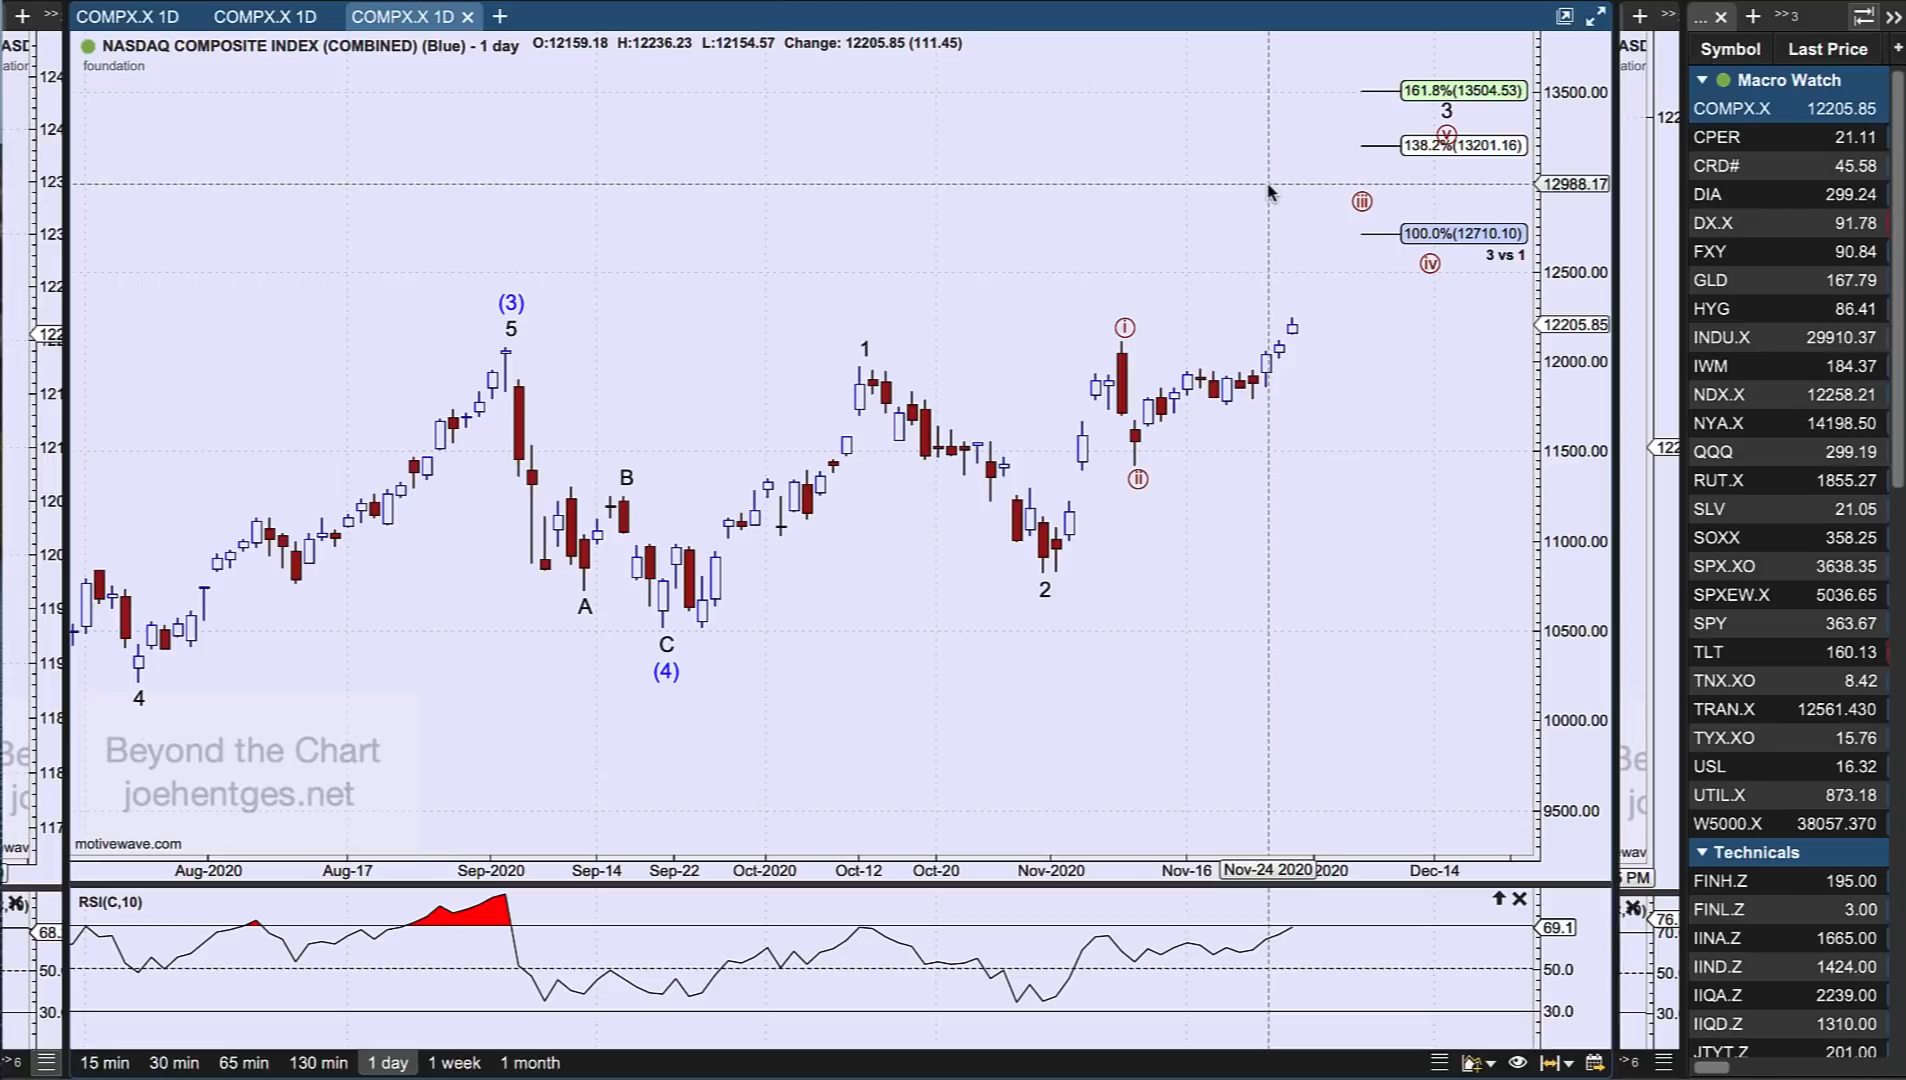 COMPX.X 1D
COMPX.X 1D
COMPX.X 1D
NASDAQ COMPOSITE INDEX (COMBINED) (Blue) - 1 day O:12159.18 H:12236.23 L:12154.57 Change: 12205.85 (111.45)
foundation
161.8%(13504.53)
3
v
138.2%(13201.16)
iii
100.0%(12710.10)
3 vs 1
iv
(3)
5
1
i
B
ii
A
2
C
(4)
4
13500.00
12988.17
12500.00
12205.85
12000.00
11500.00
11000.00
10500.00
10000.00
9500.00
Beyond the Chart
joehentges.net
motivewave.com
Aug-2020 Aug-17 Sep-2020 Sep-14 Sep-22 Oct-2020 Oct-12 Oct-20 Nov-2020 Nov-16 Nov-24 2020 2020 Dec-14
RSI(C,10)
69.1
50.0
30.0
15 min 30 min 65 min 130 min 1 day 1 week 1 month
Symbol Last Price
Macro Watch
COMPX.X 12205.85
CPER 21.11
CRD# 45.58
DIA 299.24
DX.X 91.78
FXY 90.84
GLD 167.79
HYG 86.41
INDU.X 29910.37
IWM 184.37
NDX.X 12258.21
NYA.X 14198.50
QQQ 299.19
RUT.X 1855.27
SLV 21.05
SOXX 358.25
SPX.XO 3638.35
SPXEW.X 5036.65
SPY 363.67
TLT 160.13
TNX.XO 8.42
TRAN.X 12561.430
TYX.XO 15.76
USL 16.32
UTIL.X 873.18
W5000.X 38057.370
Technicals
FINH.Z 195.00
FINL.Z 3.00
IINA.Z 1665.00
IIND.Z 1424.00
IIQA.Z 2239.00
IIQD.Z 1310.00
JTYT.Z 201.00